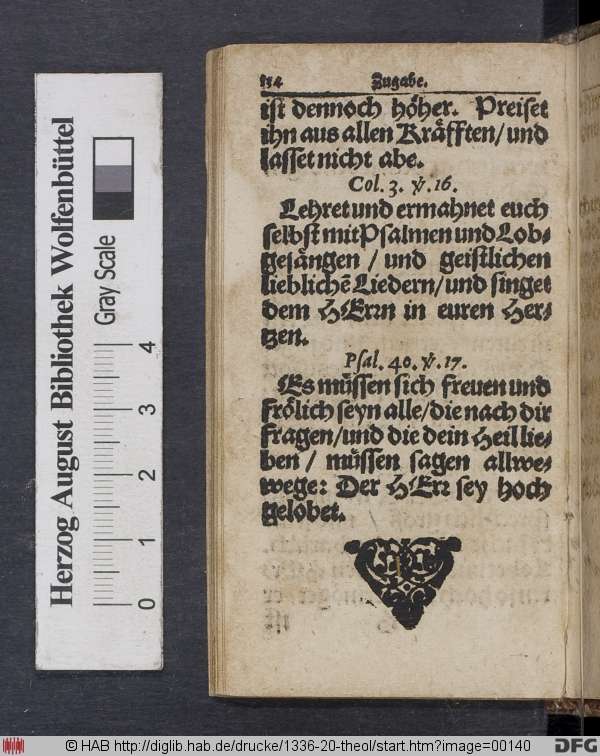 134 Zugabe.
ist dennoch höher. Preiset
ihn aus allen Kräfften/und
lasset nicht abe.
Col. 3. ℣. 16.
Lehret und ermahnet euch
selbst mit Psalmen und Lob-
gesängen / und geistlichen
liebliche͂ Liedern/und singet
dem HErrn in euren Her-
tzen.
Psal. 40. ℣. 17.
Es müssen sich freuen und
frölich seyn alle/die nach dir
fragen/und die dein Heil lie-
ben / müssen sagen allwe-
wege: Der HErr sey hoch
gelobet.
Herzog August Bibliothek Wolfenbüttel
Gray Scale
0 1 2 3 4
© HAB http://diglib.hab.de/drucke/1336-20-theol/start.htm?image=00140
DFG